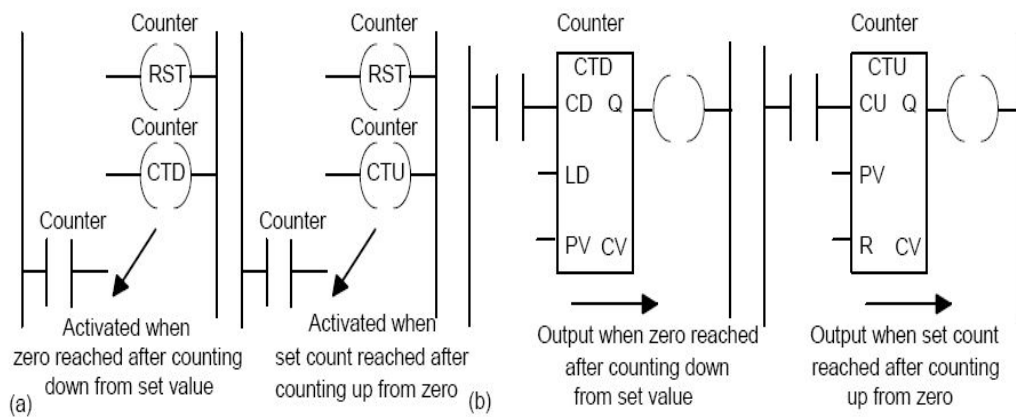 Counter
RST
Counter
CTD
Counter
Activated when
zero reached after counting
down from set value
(a)
Counter
RST
Counter
CTU
Counter
Activated when
set count reached after
counting up from zero
(b)
Counter
CTD
CD Q
LD
PV CV
Output when zero reached
after counting down
from set value
Counter
CTU
CU Q
PV
R CV
Output when set count
reached after counting
up from zero